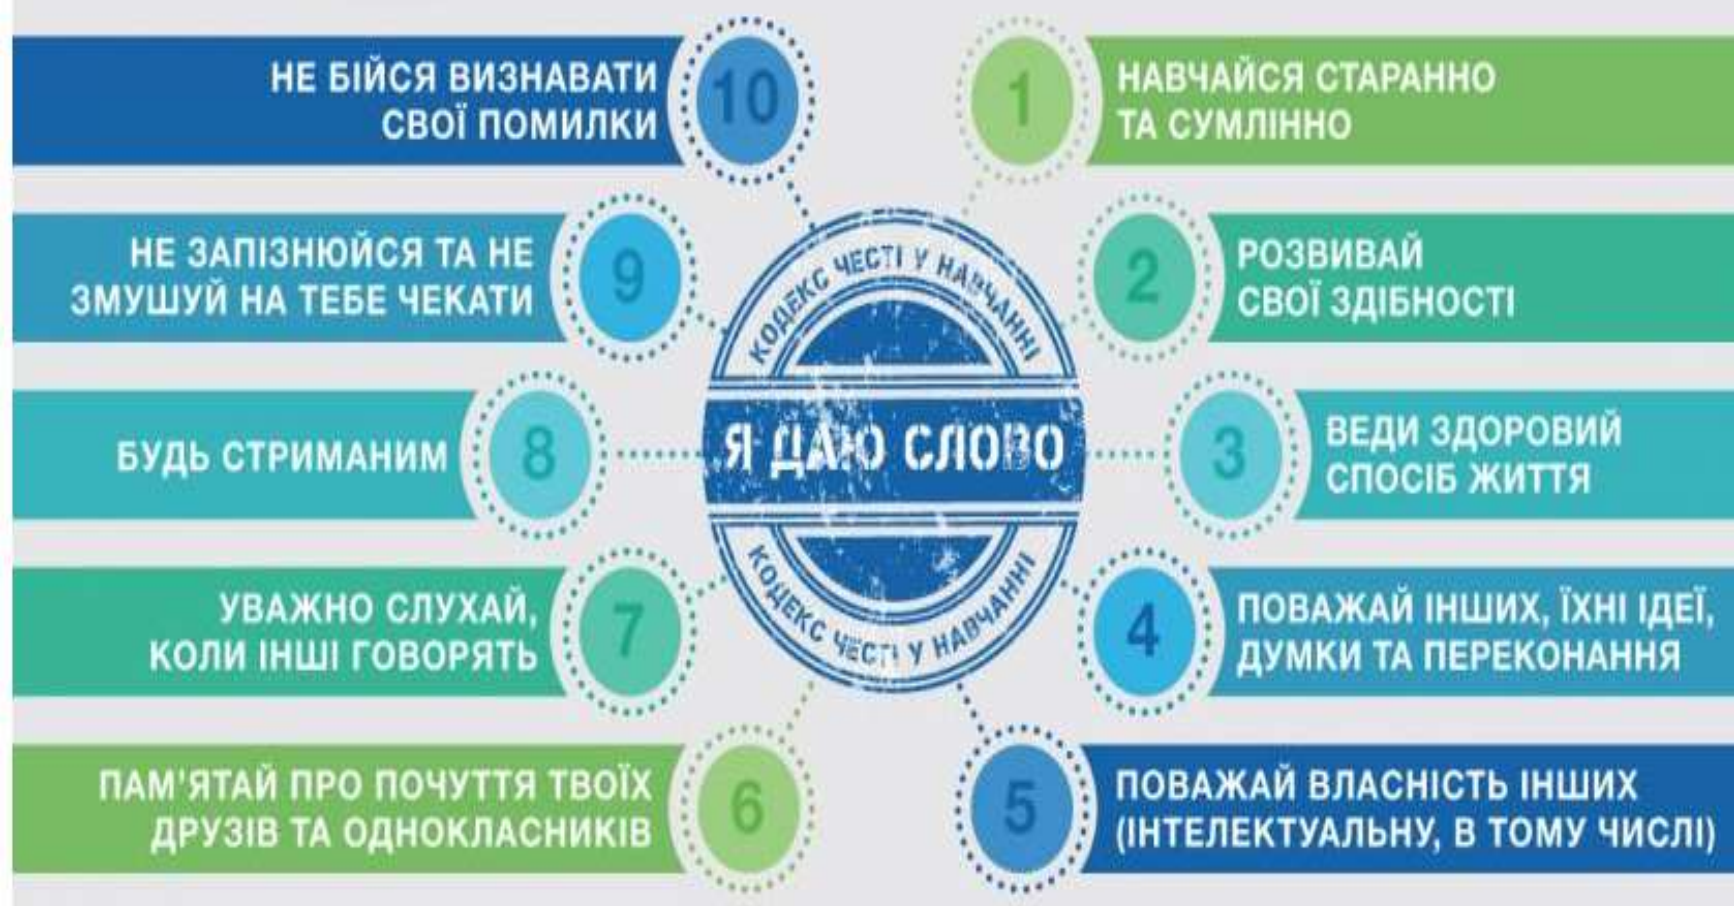 10
НЕ БІЙСЯ ВИЗНАВАТИ
СВОЇ ПОМИЛКИ
1
НАВЧАЙСЯ СТАРАННО
ТА СУМЛІННО
9
НЕ ЗАПІЗНЮЙСЯ ТА НЕ
ЗМУШУЙ НА ТЕБЕ ЧЕКАТИ
2
РОЗВИВАЙ
СВОЇ ЗДІБНОСТІ
КОДЕКС ЧЕСТІ У НАВЧАННІ
Я ДАЮ СЛОВО
КОДЕКС ЧЕСТІ У НАВЧАННІ
8
БУДЬ СТРИМАНИМ
3
ВЕДИ ЗДОРОВИЙ
СПОСІБ ЖИТТЯ
7
УВАЖНО СЛУХАЙ,
КОЛИ ІНШІ ГОВОРЯТЬ
4
ПОВАЖАЙ ІНШИХ, ЇХНІ ІДЕЇ,
ДУМКИ ТА ПЕРЕКОНАННЯ
6
ПАМ'ЯТАЙ ПРО ПОЧУТТЯ ТВОЇХ
ДРУЗІВ ТА ОДНОКЛАСНИКІВ
5
ПОВАЖАЙ ВЛАСНІСТЬ ІНШИХ
(ІНТЕЛЕКТУАЛЬНУ, В ТОМУ ЧИСЛІ)